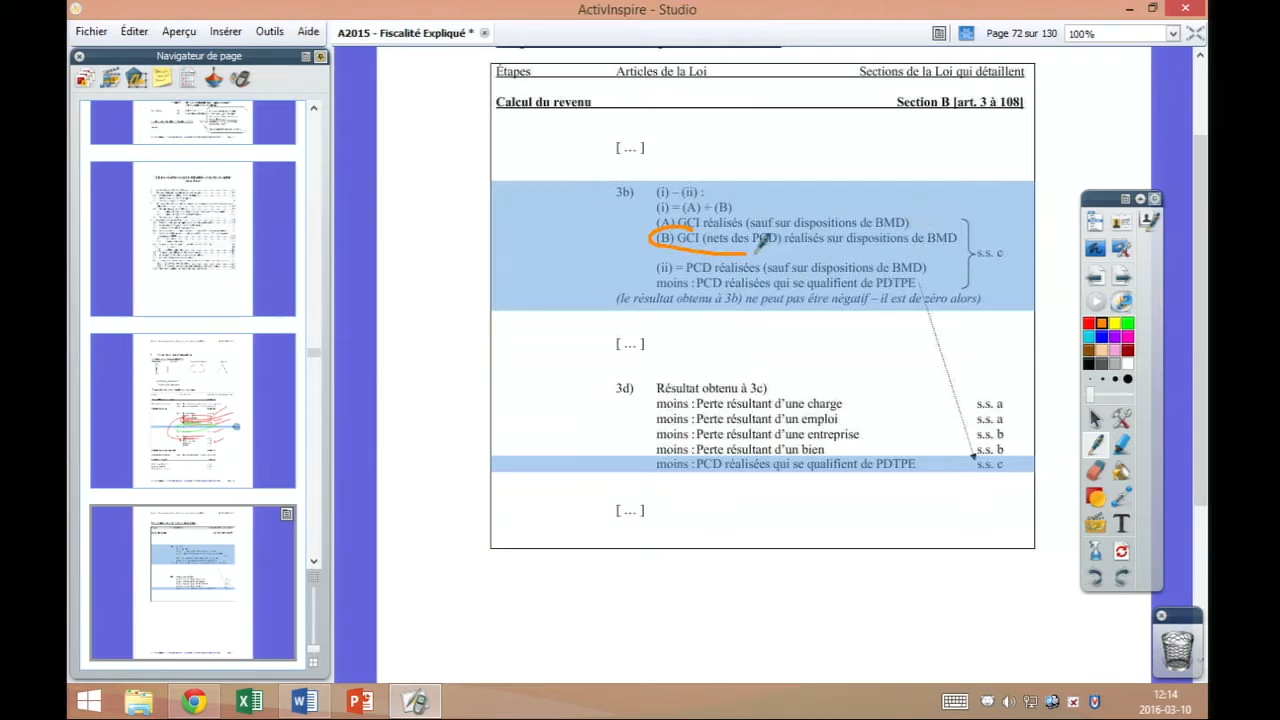 ActivInspire - Studio
Fichier Éditer Aperçu Insérer Outils Aide
A2015 - Fiscalité Expliqué *
Page 72 sur 130
100%
Navigateur de page
Étapes Articles de la Loi Sections de la Loi qui détaillent
Calcul du revenu Section B [art. 3 à 108]
[ ... ]
3b) (i) – (ii) :
(i) = (A) + (B)
(A) GCI réalisés (sauf sur dispositions de BMD)
(B) GCI (nets des PCD) réalisés sur dispositions de BMD
s.s. c
(ii) = PCD réalisées (sauf sur dispositions de BMD)
moins : PCD réalisées qui se qualifient de PDTPE
(le résultat obtenu à 3b) ne peut pas être négatif – il est de zéro alors)
[ ... ]
3d) Résultat obtenu à 3c)
moins : Perte résultant d’une charge s.s. a
moins : Perte résultant d’un emploi s.s. a
moins : Perte résultant d’une entreprise s.s. b
moins : Perte résultant d’un bien s.s. b
moins : PCD réalisées qui se qualifient de PDTPE s.s. c
[ ... ]
12:14
2016-03-10